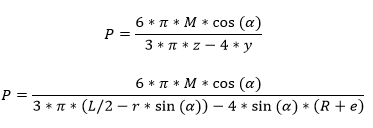 P = (6 * π * M * cos (α)) / (3 * π * z − 4 * y)
P = (6 * π * M * cos (α)) / (3 * π * (L/2 − r * sin (α)) − 4 * sin (α) * (R + e))